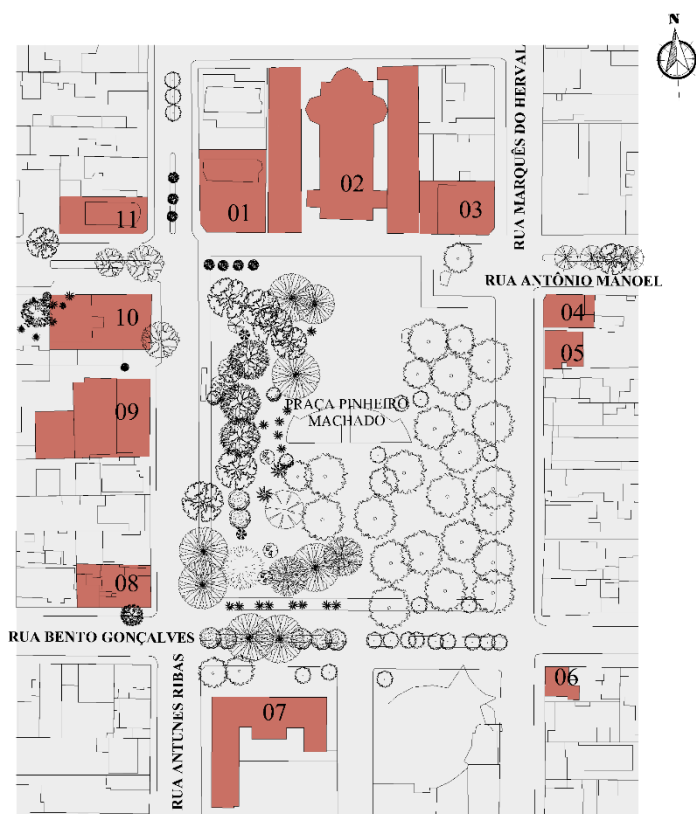 N
RUA MARQUÊS DO HERVAL
01
02
03
11
RUA ANTÔNIO MANOEL
10
04
05
09
PRAÇA PINHEIRO
MACHADO
08
RUA BENTO GONÇALVES
06
07
RUA ANTUNES RIBAS